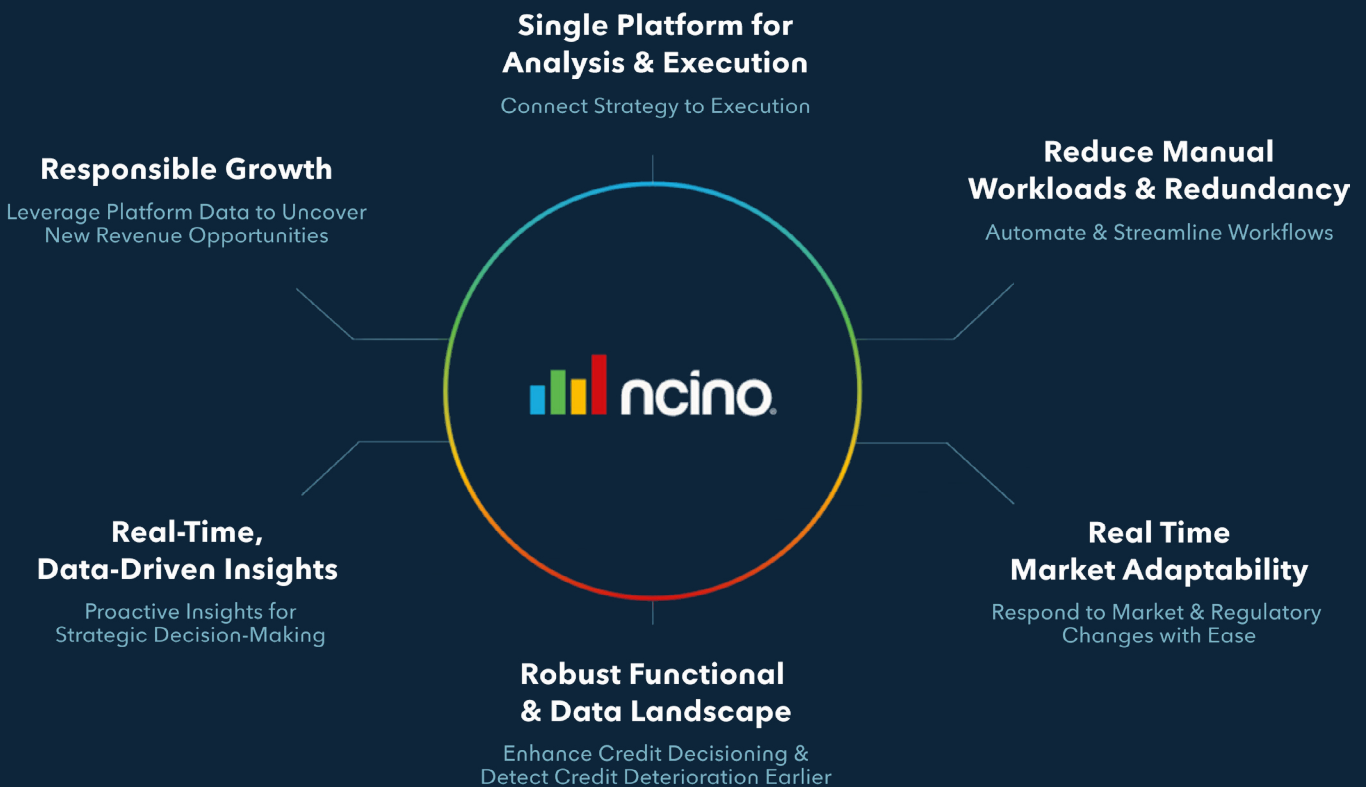 Single Platform for
Analysis & Execution
Connect Strategy to Execution
Responsible Growth
Leverage Platform Data to Uncover
New Revenue Opportunities
Reduce Manual
Workloads & Redundancy
Automate & Streamline Workflows
ncino
Real-Time,
Data-Driven Insights
Proactive Insights for
Strategic Decision-Making
Real Time
Market Adaptability
Respond to Market & Regulatory
Changes with Ease
Robust Functional
& Data Landscape
Enhance Credit Decisioning &
Detect Credit Deterioration Earlier